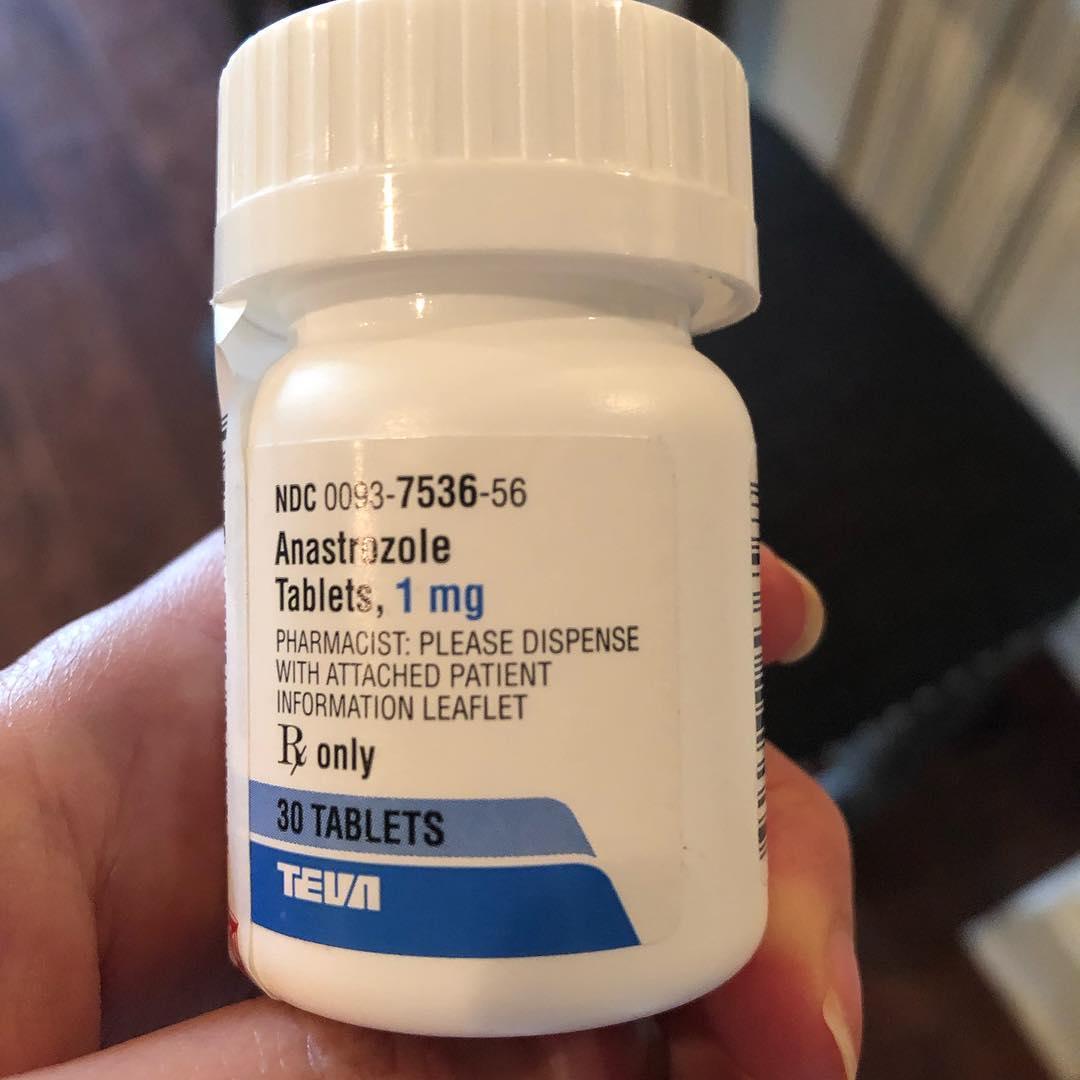 NDC 0093-7536-56
Anastrozole
Tablets, 1 mg
PHARMACIST: PLEASE DISPENSE
WITH ATTACHED PATIENT
INFORMATION LEAFLET
Rx only
30 TABLETS
TEVA